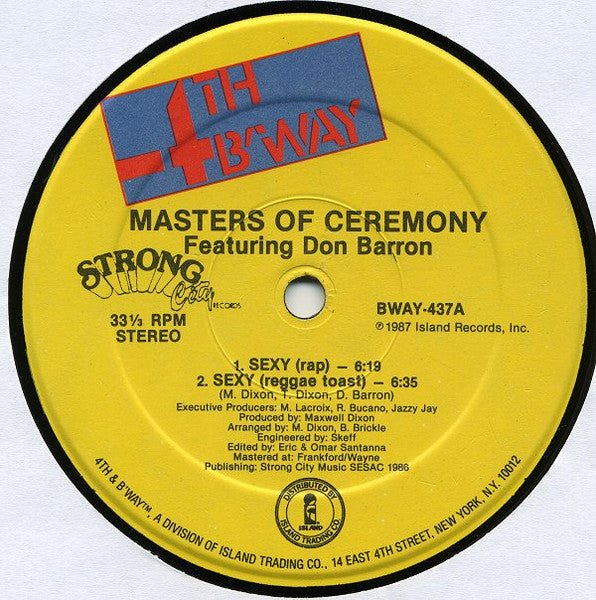 4TH
B'WAY
MASTERS OF CEREMONY
Featuring Don Barron
STRONG
City
RECORDS
33⅓ RPM
STEREO
BWAY-437A
℗1987 Island Records, Inc.
1. SEXY (rap) – 6:19
2. SEXY (reggae toast) – 6:35
(M. Dixon, T. Dixon, D. Barron)
Executive Producers: M. Lacroix, R. Bucano, Jazzy Jay
Produced by: Maxwell Dixon
Arranged by: M. Dixon, B. Brickle
Engineered by: Skeff
Edited by: Eric & Omar Santanna
Mastered at: Frankford/Wayne
Publishing: Strong City Music SESAC 1986
DISTRIBUTED BY
ISLAND
ISLAND TRADING CO.
4TH & B'WAY™, A DIVISION OF ISLAND TRADING CO., 14 EAST 4TH STREET, NEW YORK, N.Y. 10012